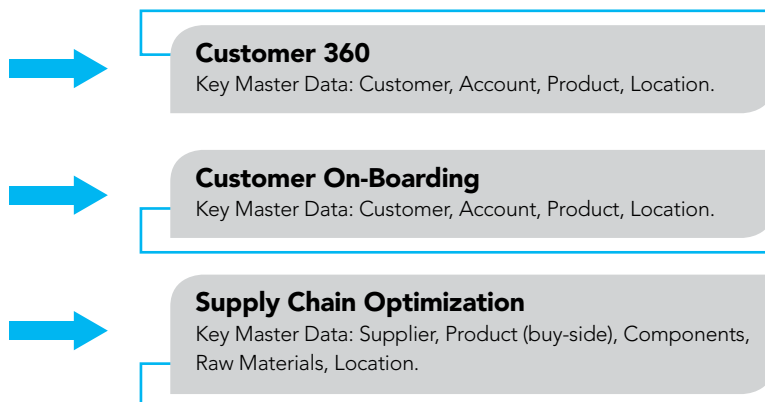 Customer 360
Key Master Data: Customer, Account, Product, Location.
Customer On-Boarding
Key Master Data: Customer, Account, Product, Location.
Supply Chain Optimization
Key Master Data: Supplier, Product (buy-side), Components,
Raw Materials, Location.